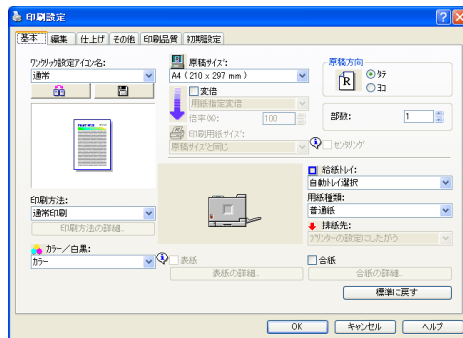 印刷設定
基本 編集 仕上げ その他 印刷品質 初期設定
ワンクリック設定アイコン名:
通常
原稿サイズ:
A4 (210 x 297 mm )
原稿方向
タテ
ヨコ
変倍
用紙指定変倍
倍率(%): 100
印刷用紙サイズ:
原稿サイズと同じ
部数: 1
センタリング
印刷方法:
通常印刷
印刷方法の詳細...
カラー/白黒:
カラー
給紙トレイ:
自動トレイ選択
用紙種類:
普通紙
排紙先:
プリンターの設定にしたがう
表紙
表紙の詳細...
合紙
合紙の詳細...
標準に戻す
OK キャンセル ヘルプ